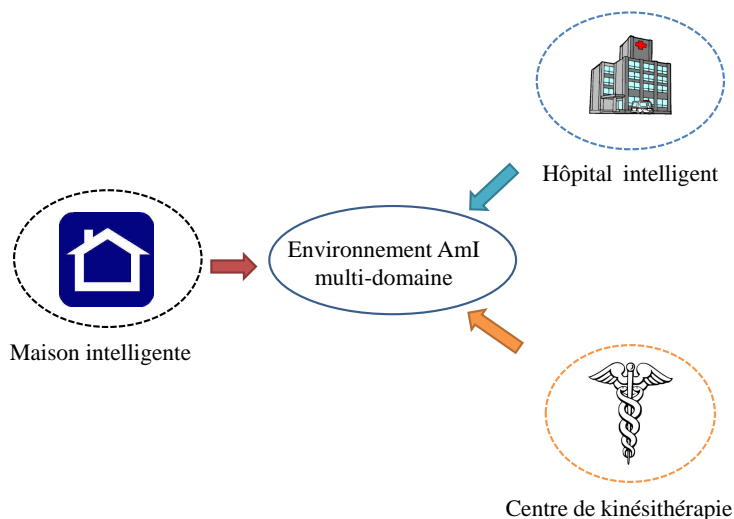 Hôpital intelligent
Environnement AmI
multi-domaine
Maison intelligente
Centre de kinésithérapie